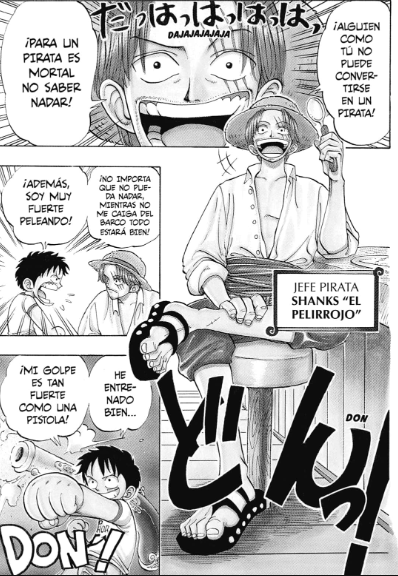 だっはっはっはっはっ
DAJAJAJAJAJA
¡ALGUIEN
COMO
TÚ NO
PUEDE
CONVER-
TIRSE
EN UN
PIRATA!
¡PARA UN
PIRATA ES
MORTAL
NO SABER
NADAR!
¡NO IMPORTA
QUE NO PUE-
DA NADAR,
MIENTRAS NO
ME CAIGA DEL
BARCO TODO
ESTARÁ BIEN!
¡ADEMÁS,
SOY MUY
FUERTE
PELEANDO!
JEFE PIRATA
SHANKS “EL
PELIRROJO”
HE
ENTRE-
NADO
BIEN...
¡MI GOLPE
ES TAN
FUERTE
COMO UNA
PISTOLA!
どんっ!
DON
DON!